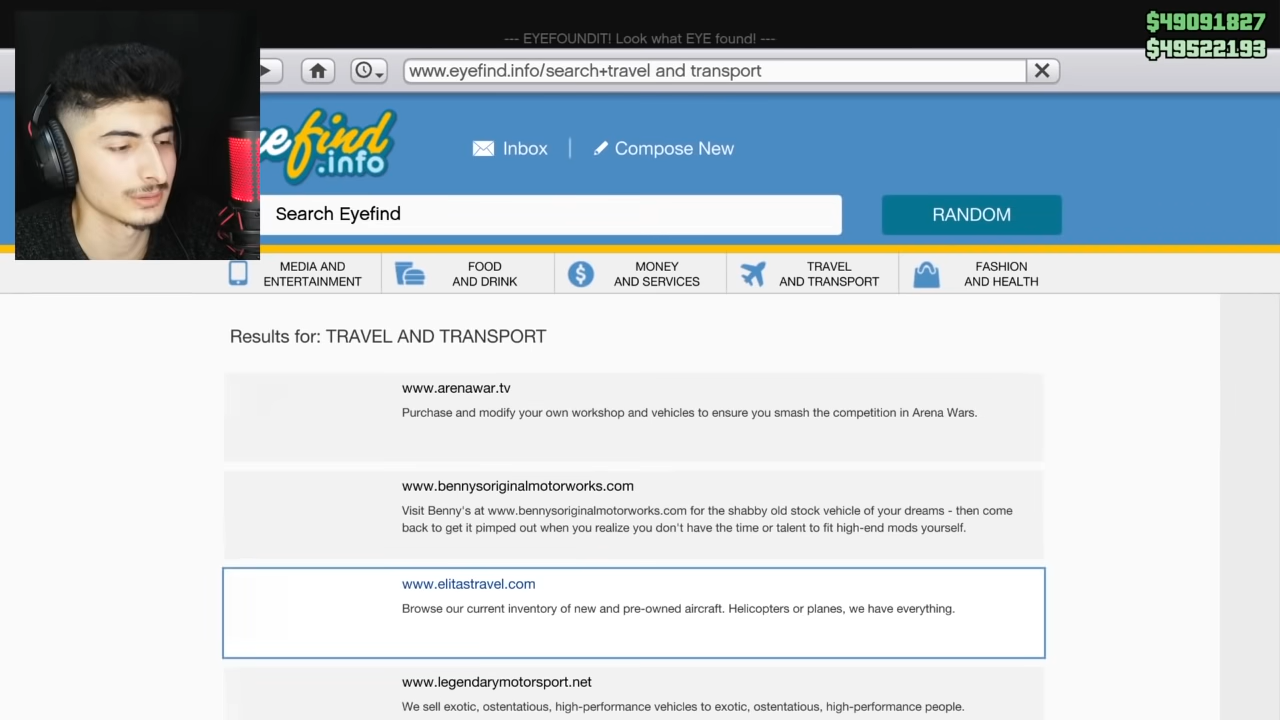 $49091827
$49522193
--- EYEFOUNDIT! Look what EYE found! ---
www.eyefind.info/search+travel and transport
efind
.info
Inbox
Compose New
Search Eyefind
RANDOM
MEDIA AND
ENTERTAINMENT
FOOD
AND DRINK
MONEY
AND SERVICES
TRAVEL
AND TRANSPORT
FASHION
AND HEALTH
Results for: TRAVEL AND TRANSPORT
www.arenawar.tv
Purchase and modify your own workshop and vehicles to ensure you smash the competition in Arena Wars.
www.bennysoriginalmotorworks.com
Visit Benny's at www.bennysoriginalmotorworks.com for the shabby old stock vehicle of your dreams - then come
back to get it pimped out when you realize you don't have the time or talent to fit high-end mods yourself.
www.elitastravel.com
Browse our current inventory of new and pre-owned aircraft. Helicopters or planes, we have everything.
www.legendarymotorsport.net
We sell exotic, ostentatious, high-performance vehicles to exotic, ostentatious, high-performance people.